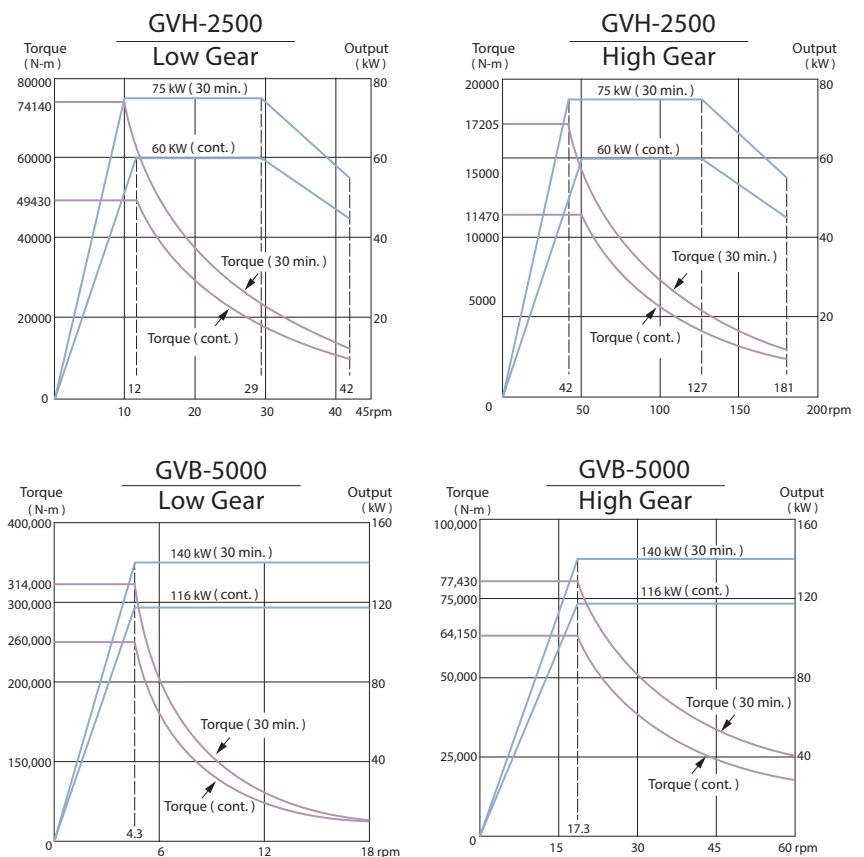 GVH-2500
Low Gear
Torque
( N-m )
Output
( kW )
80000
74140
60000
49430
40000
20000
0
80
60
40
20
75 kW ( 30 min. )
60 KW ( cont. )
Torque ( 30 min. )
Torque ( cont. )
12
29
42
10
20
30
40
45rpm
GVH-2500
High Gear
Torque
( N-m )
Output
( kW )
20000
17205
15000
11470
10000
5000
0
80
60
40
20
75 kW ( 30 min. )
60 kW ( cont. )
Torque ( 30 min. )
Torque ( cont. )
42
127
181
50
100
150
200 rpm
GVB-5000
Low Gear
Torque
( N-m )
Output
( kW )
400,000
314,000
300,000
260,000
200,000
150,000
0
160
120
80
40
140 kW ( 30 min. )
116 kW ( cont. )
Torque ( 30 min. )
Torque ( cont. )
4.3
6
12
18 rpm
GVB-5000
High Gear
Torque
( N-m )
Output
( kW )
100,000
77,430
75,000
64,150
50,000
25,000
0
160
120
80
40
140 kW ( 30 min. )
116 kW ( cont. )
Torque ( 30 min. )
Torque ( cont. )
17.3
15
30
45
60 rpm